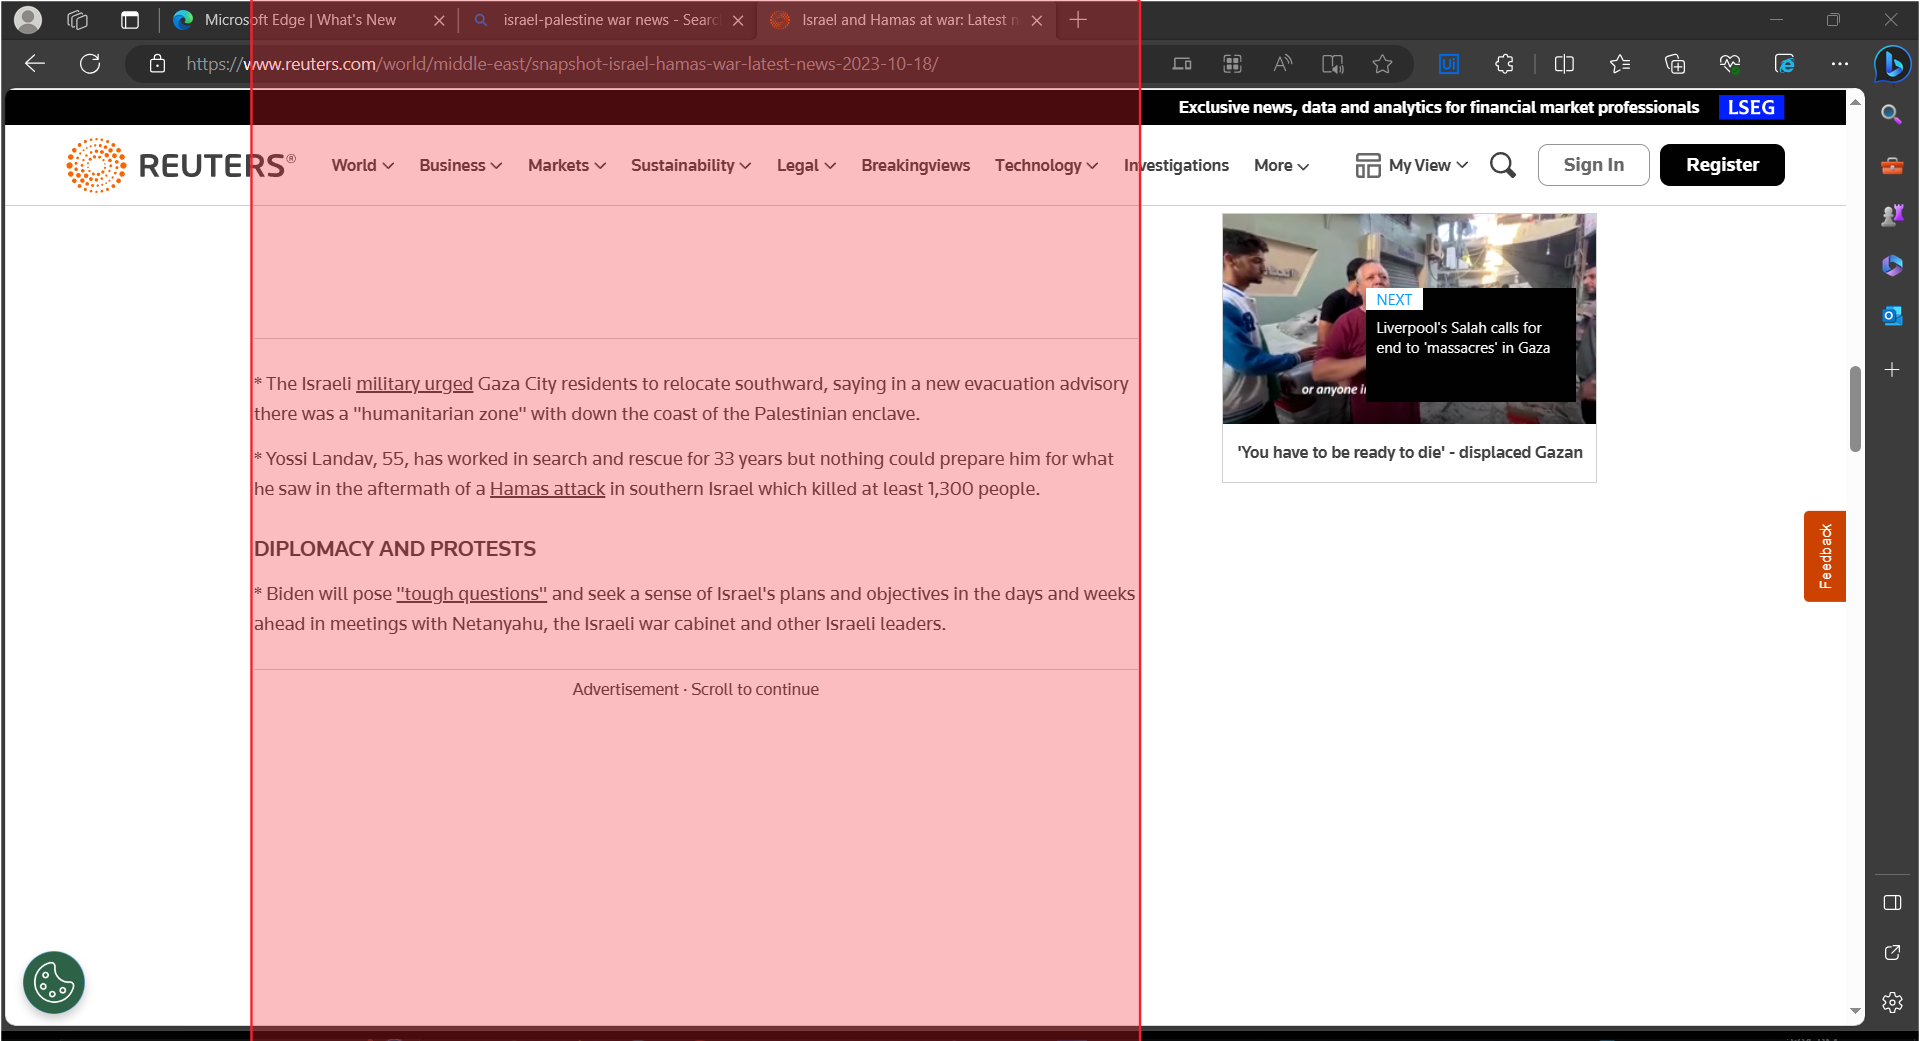 Microsoft Edge | What's New
israel-palestine war news - Searc
Israel and Hamas at war: Latest n
https://www.reuters.com/world/middle-east/snapshot-israel-hamas-war-latest-news-2023-10-18/
Exclusive news, data and analytics for financial market professionals LSEG
REUTERS®
World
Business
Markets
Sustainability
Legal
Breakingviews
Technology
Investigations
More
My View
Sign In
Register
* The Israeli military urged Gaza City residents to relocate southward, saying in a new evacuation advisory
there was a "humanitarian zone" with down the coast of the Palestinian enclave.
* Yossi Landav, 55, has worked in search and rescue for 33 years but nothing could prepare him for what
he saw in the aftermath of a Hamas attack in southern Israel which killed at least 1,300 people.
DIPLOMACY AND PROTESTS
* Biden will pose "tough questions" and seek a sense of Israel's plans and objectives in the days and weeks
ahead in meetings with Netanyahu, the Israeli war cabinet and other Israeli leaders.
Advertisement · Scroll to continue
NEXT
Liverpool's Salah calls for
end to 'massacres' in Gaza
or anyone i
'You have to be ready to die' - displaced Gazan
Feedback